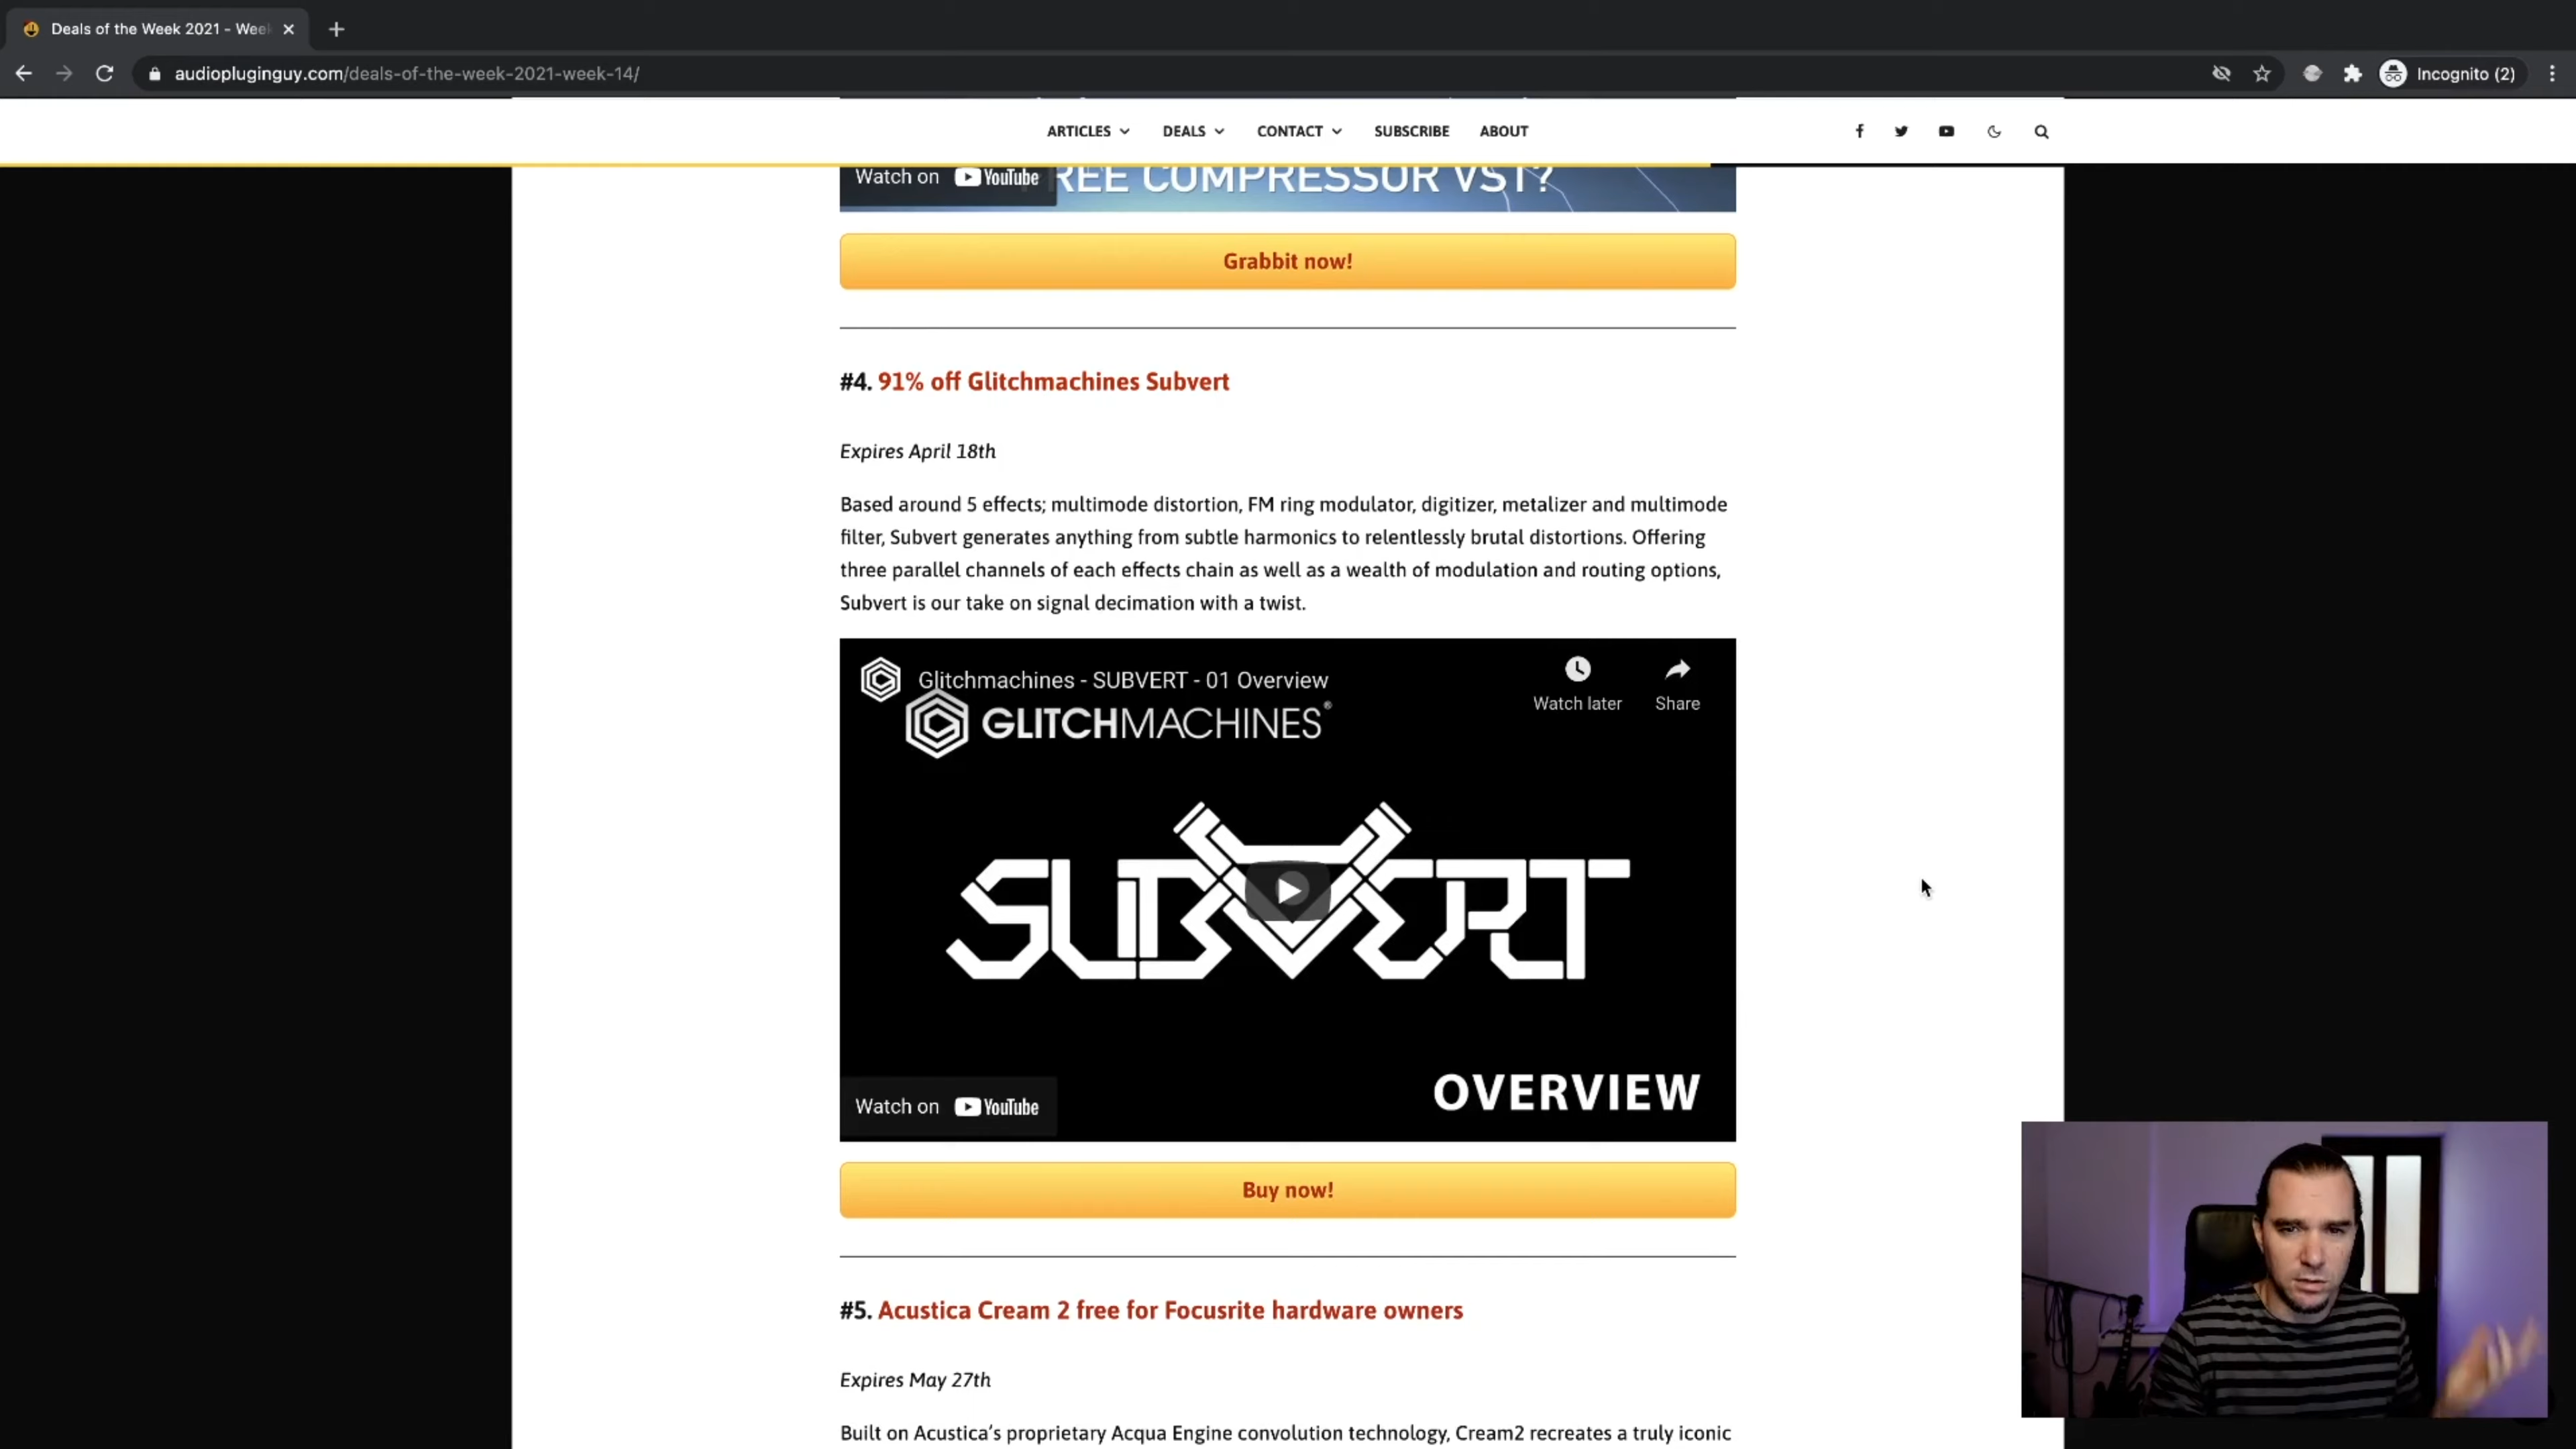 Deals of the Week 2021 - Week
audiopluginguy.com/deals-of-the-week-2021-week-14/
Incognito (2)
ARTICLES DEALS CONTACT SUBSCRIBE ABOUT
Watch on YouTube REE COMPRESSOR VST?
Grabbit now!
#4. 91% off Glitchmachines Subvert
Expires April 18th
Based around 5 effects; multimode distortion, FM ring modulator, digitizer, metalizer and multimode
filter, Subvert generates anything from subtle harmonics to relentlessly brutal distortions. Offering
three parallel channels of each effects chain as well as a wealth of modulation and routing options,
Subvert is our take on signal decimation with a twist.
Glitchmachines - SUBVERT - 01 Overview
Watch later Share
GLITCHMACHINES®
SUBVERT
OVERVIEW
Watch on YouTube
Buy now!
#5. Acustica Cream 2 free for Focusrite hardware owners
Expires May 27th
Built on Acustica's proprietary Acqua Engine convolution technology, Cream2 recreates a truly iconic